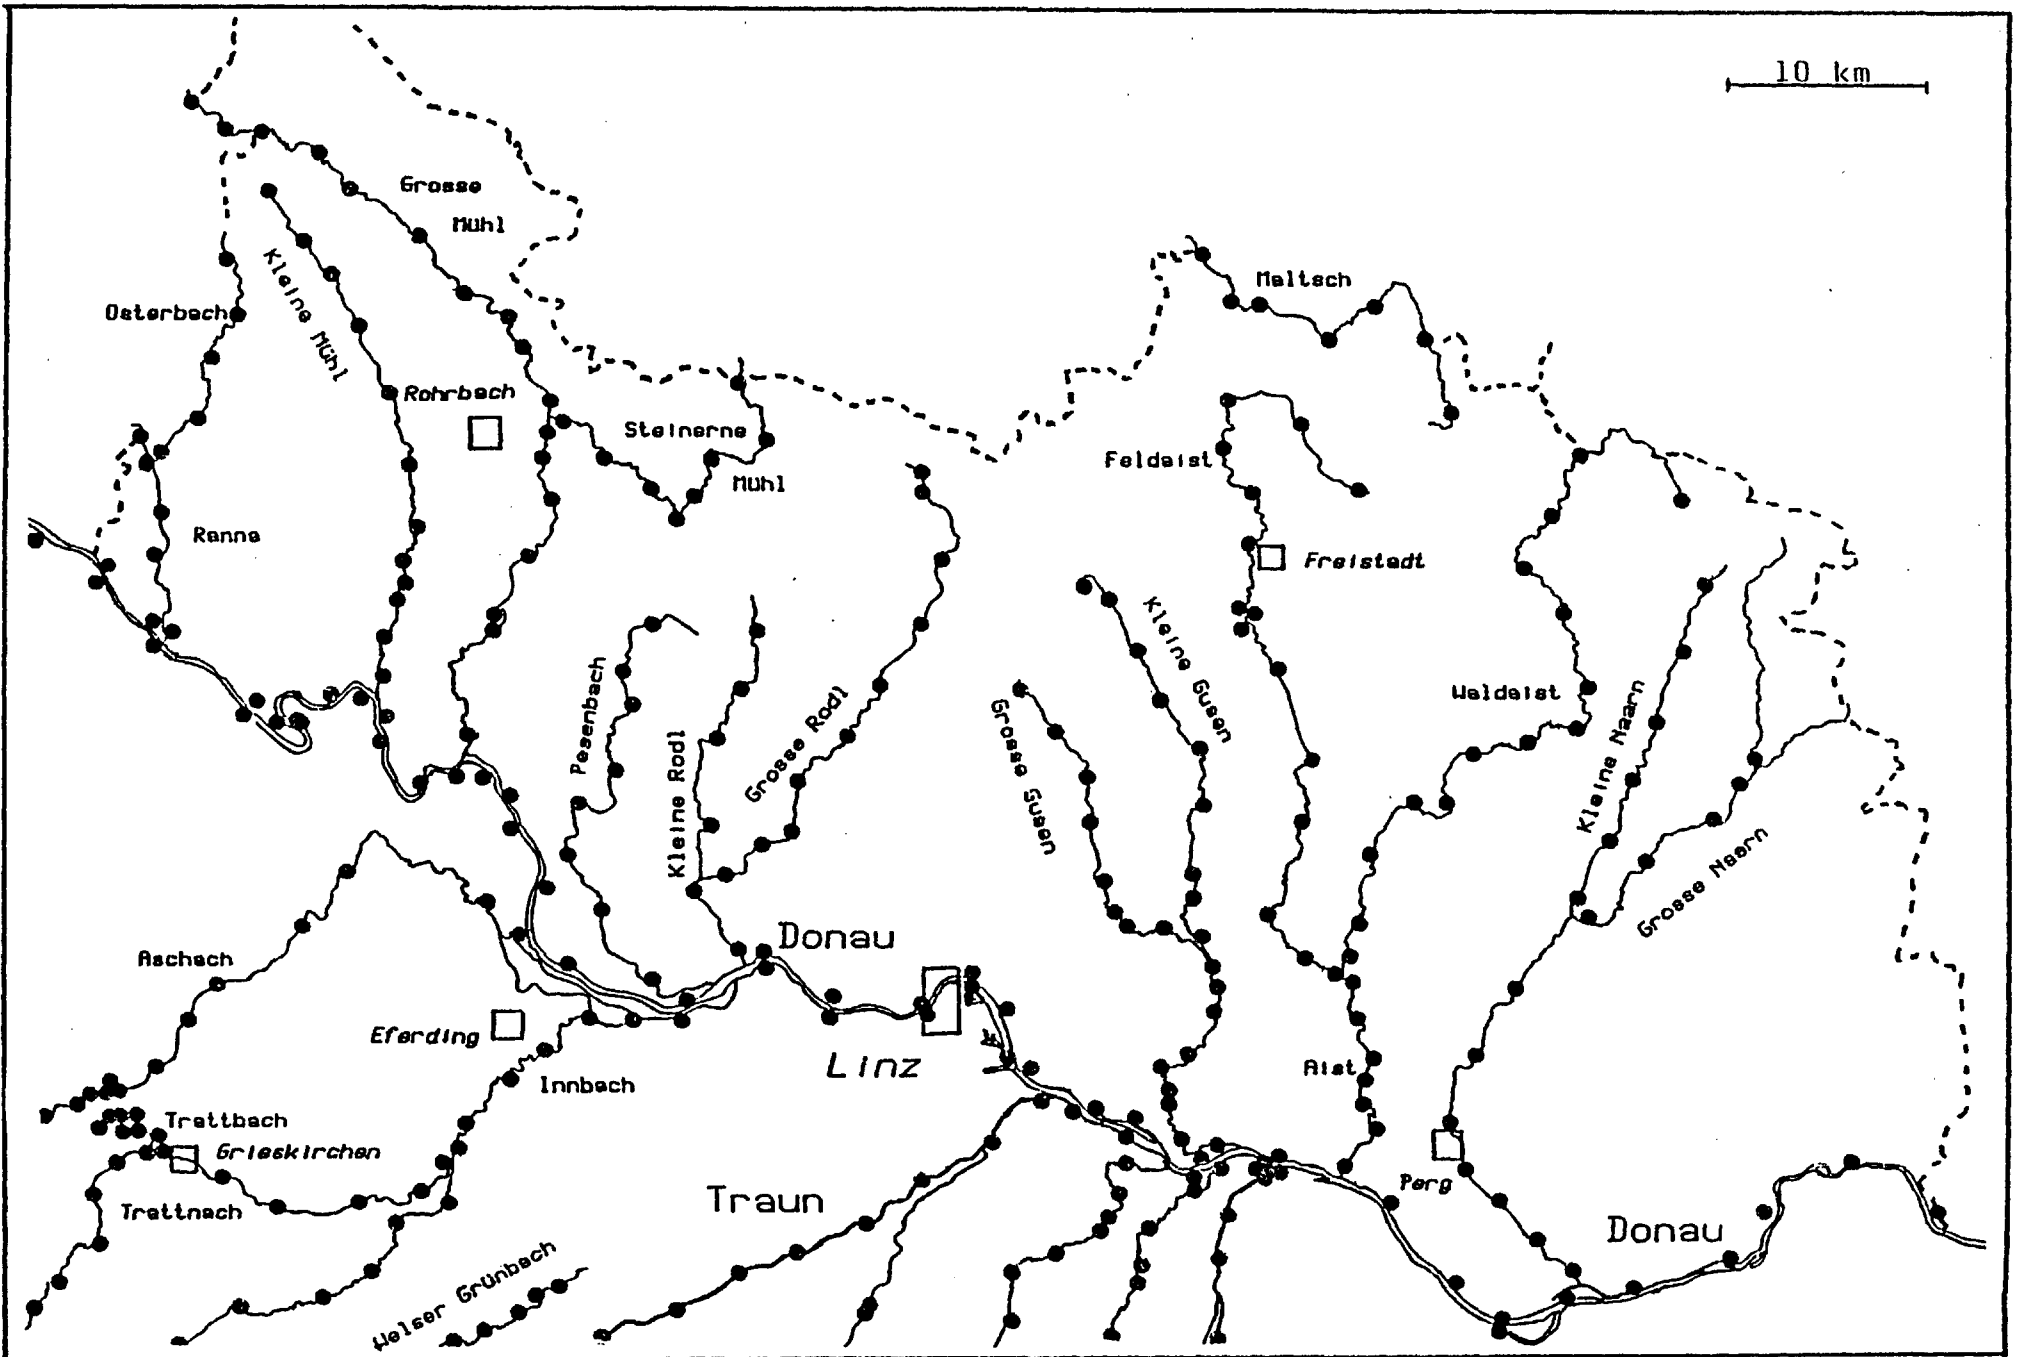 10 km
Grosse
Mühl
Maltsch
Kleine Mühl
Osterbach
Rohrbach
Steinerne
Mühl
Feldaist
Ranna
Freistadt
Kleine Gusen
Waldaist
Pesenbach
Kleine Rodl
Grosse Rodl
Grosse Gusen
Kleine Naarn
Grosse Naarn
Donau
Aschach
Eferding
Linz
Innbach
Aist
Trattbach
Grieskirchen
Perg
Traun
Trattnach
Donau
Welser Grünbach